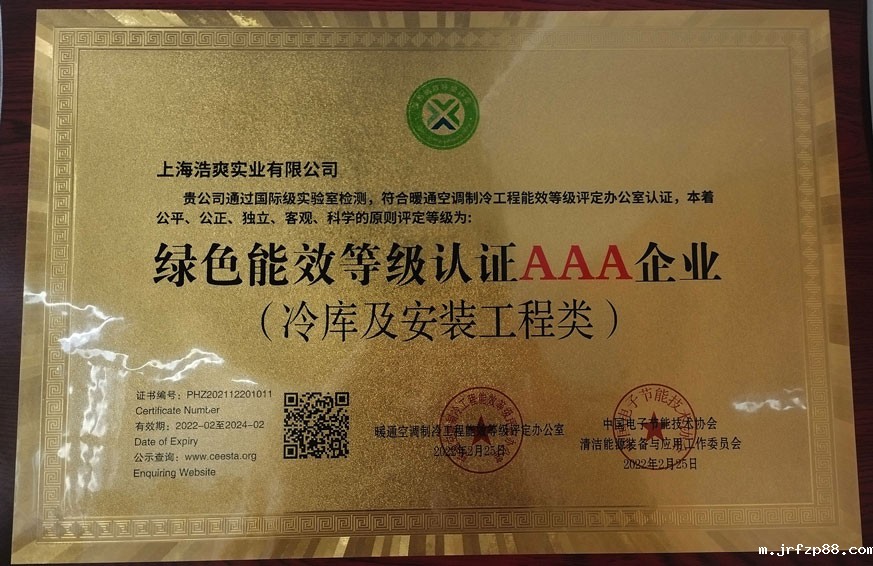 上海浩爽实业有限公司
贵公司通过国际级实验室检测，符合暖通空调制冷工程能效等级评定办公室认证，本着
公平、公正、独立、客观、科学的原则评定等级为:
绿色能效等级认证AAA企业
（冷库及安装工程类）
证书编号：PHZ202112201011
Certificate Number
有效期：2022-02至2024-02
Date of Expiry
公示查询：www.ceesta.org
Enquiring Website
暖通空调制冷工程能效等级评定办公室
2022年2月25日
中国电子节能技术协会
清洁能源装备与应用工作委员会
2022年2月25日
m.jrfzp88.com